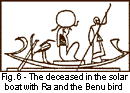 Fig. 6 - The deceased in the solar
boat with Ra and the Benu bird